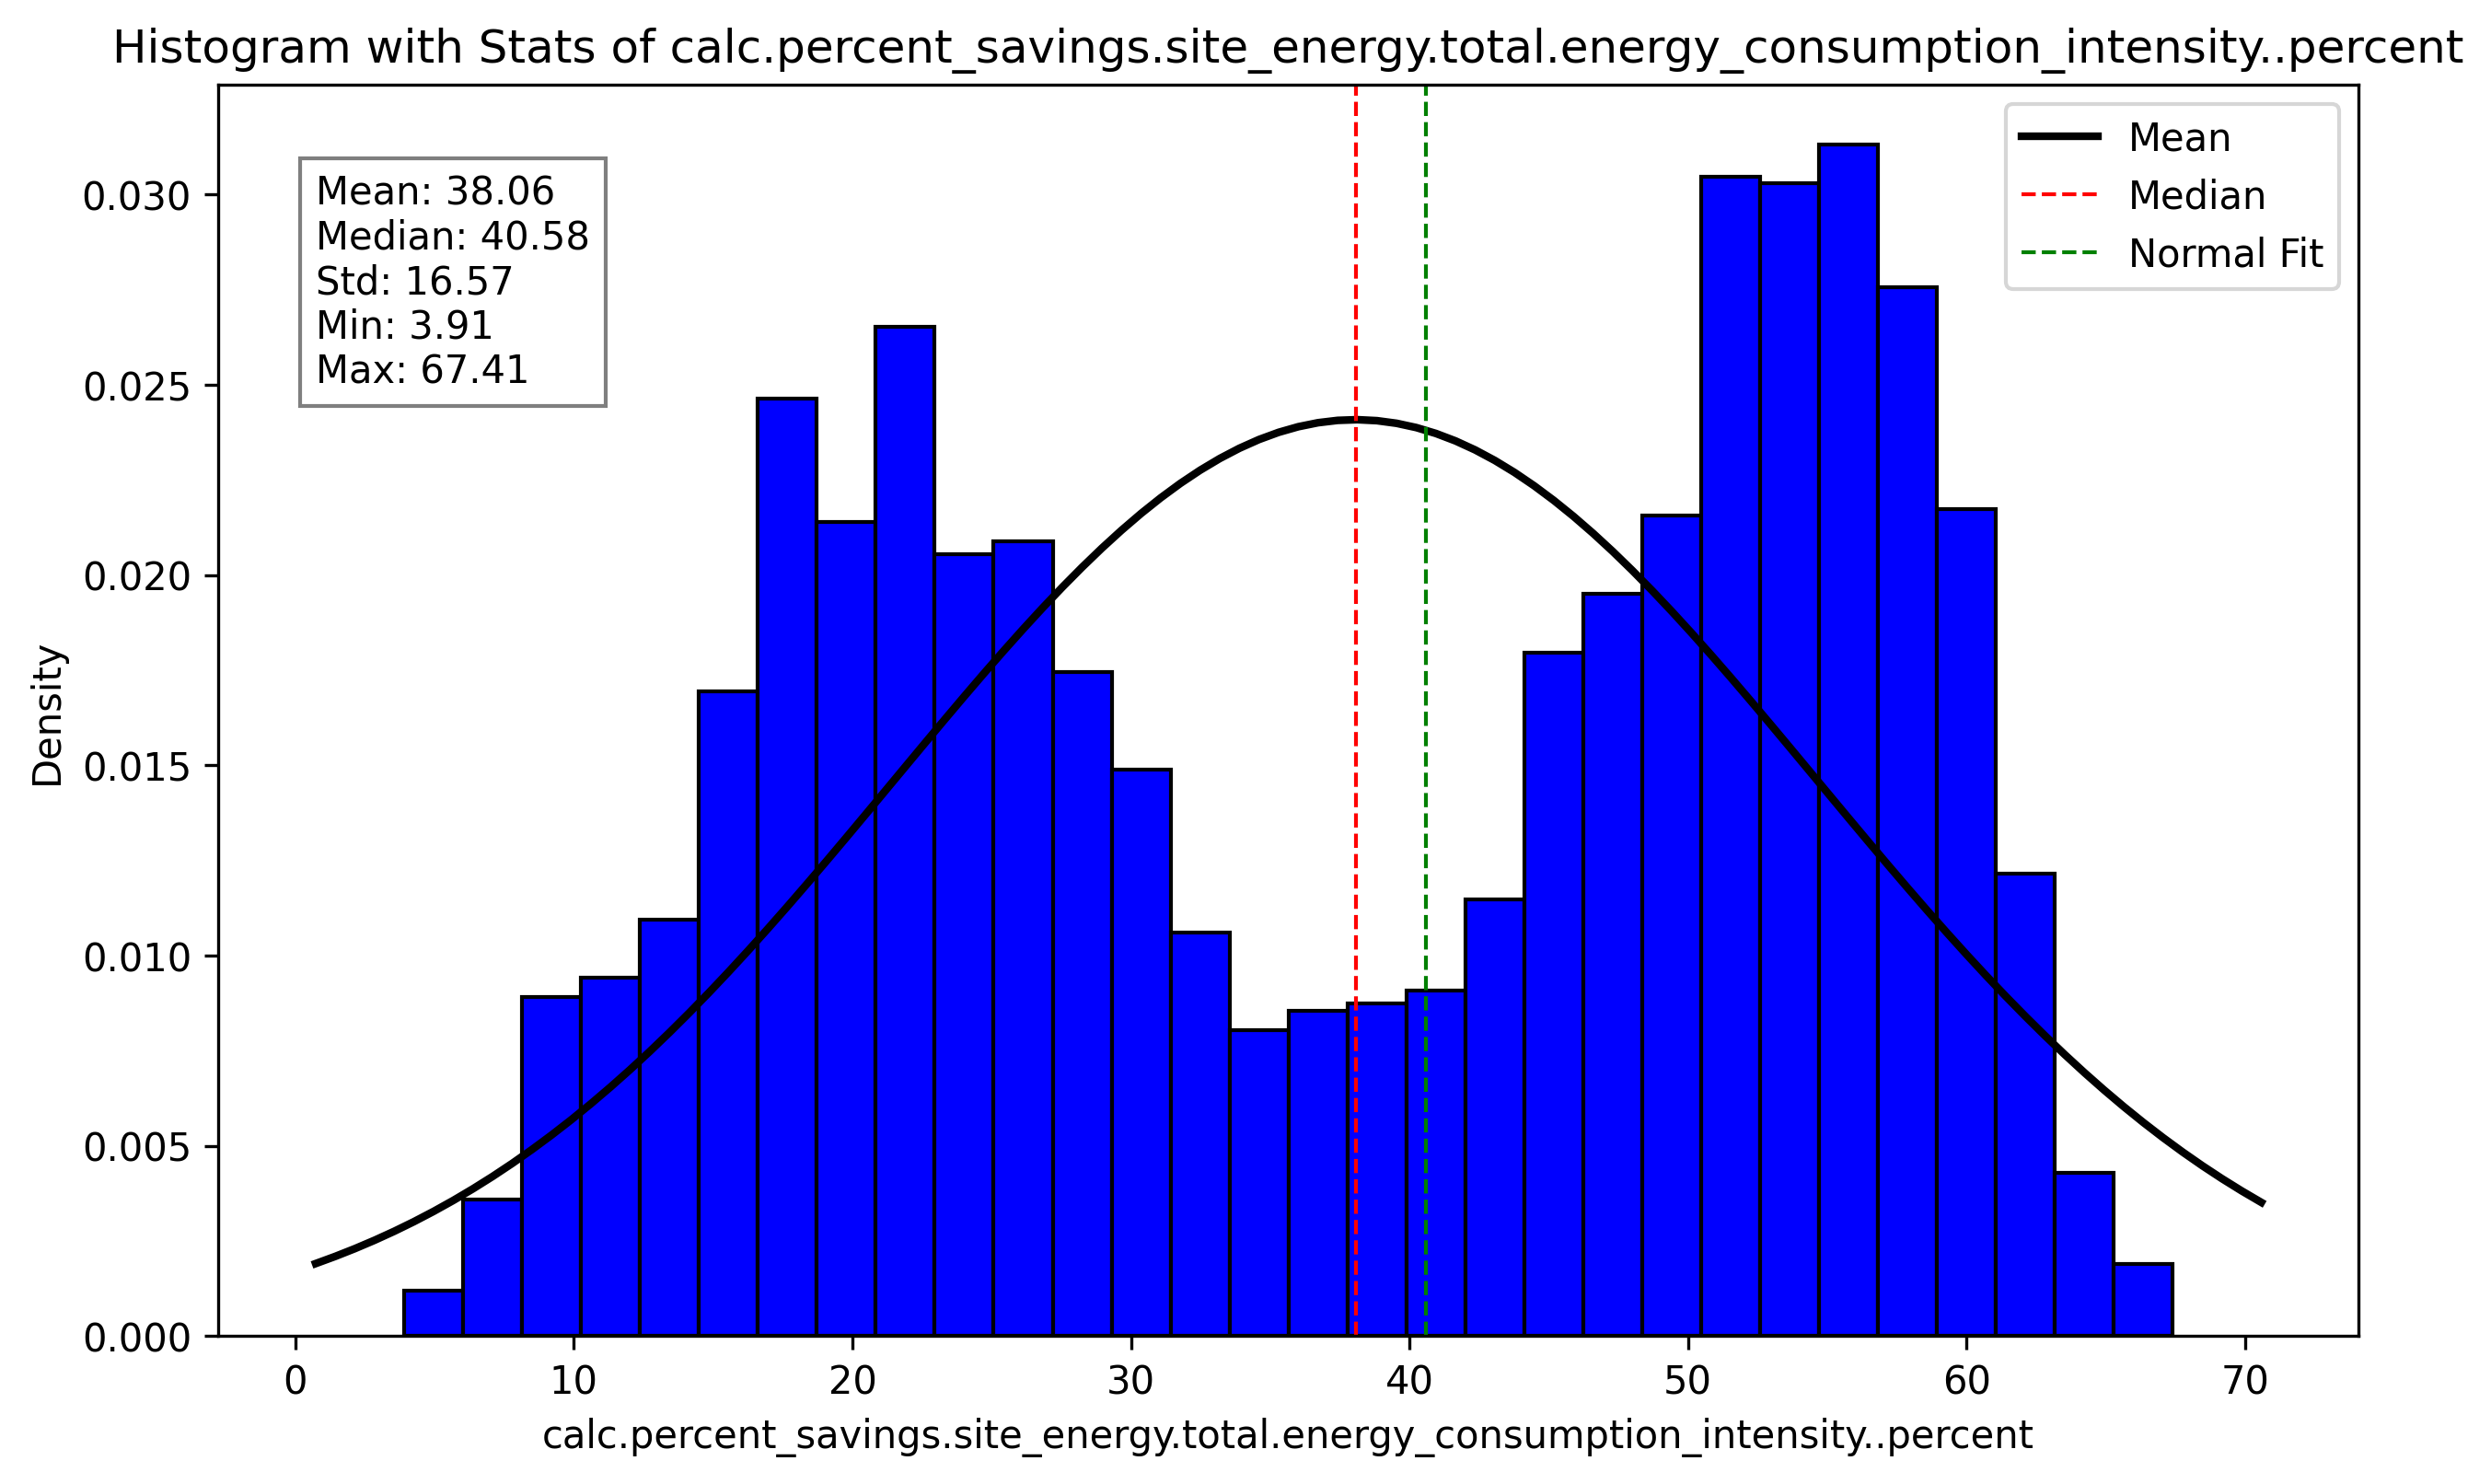 Histogram with Stats of calc.percent_savings.site_energy.total.energy_consumption_intensity..percent
Mean: 38.06
Median: 40.58
Std: 16.57
Min: 3.91
Max: 67.41
Mean
Median
Normal Fit
Density
0.030
0.025
0.020
0.015
0.010
0.005
0.000
0 10 20 30 40 50 60 70
calc.percent_savings.site_energy.total.energy_consumption_intensity..percent